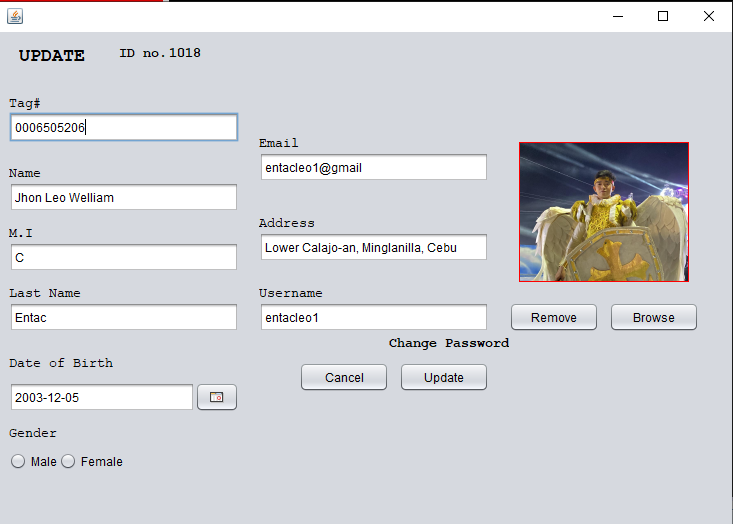 UPDATE
ID no.1018
Tag#
0006505206
Name
Jhon Leo Welliam
M.I
C
Last Name
Entac
Date of Birth
2003-12-05
Gender
Male
Female
Email
entacleo1@gmail
Address
Lower Calajo-an, Minglanilla, Cebu
Username
entacleo1
Change Password
Cancel
Update
Remove
Browse